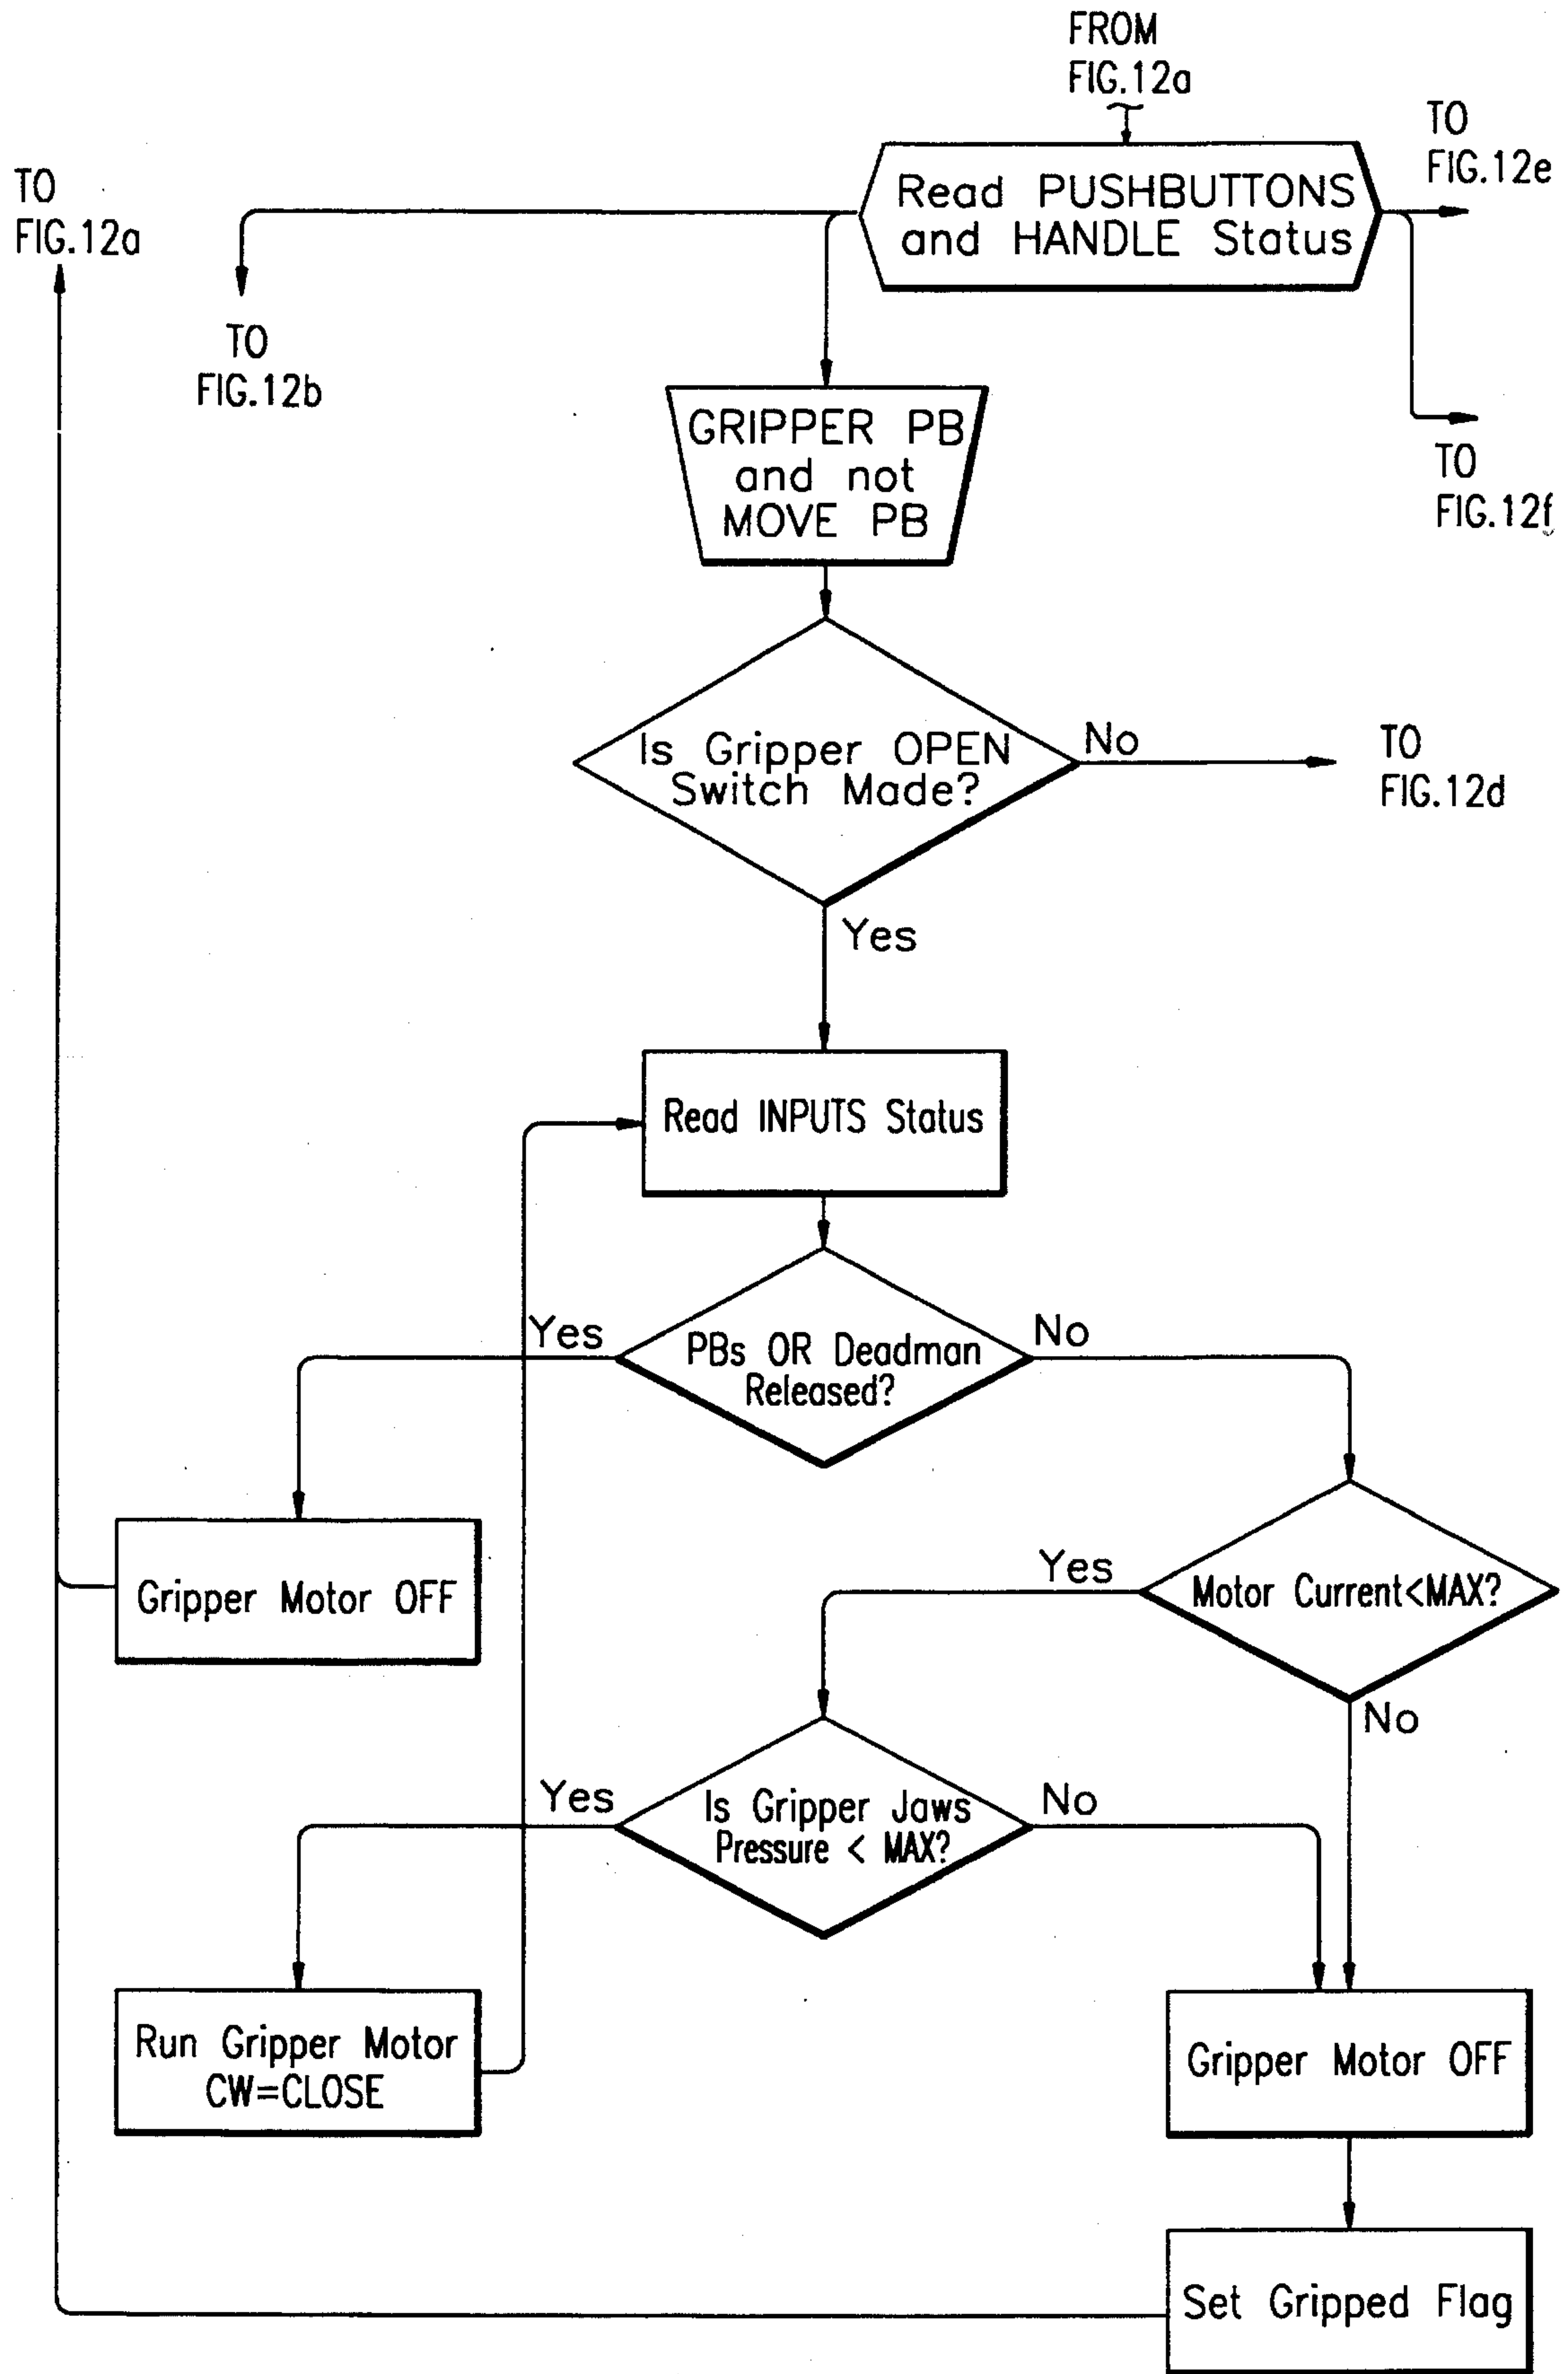 FROM
FIG.12a
TO
FIG.12e
TO
FIG.12a
Read PUSHBUTTONS
and HANDLE Status
TO
FIG.12b
GRIPPER PB
and not
MOVE PB
TO
FIG.12f
Is Gripper OPEN
Switch Made?
No
TO
FIG.12d
Yes
Read INPUTS Status
Yes
PBs OR Deadman
Released?
No
Gripper Motor OFF
Yes
Motor Current<MAX?
No
Yes
Is Gripper Jaws
Pressure < MAX?
No
Run Gripper Motor
CW=CLOSE
Gripper Motor OFF
Set Gripped Flag